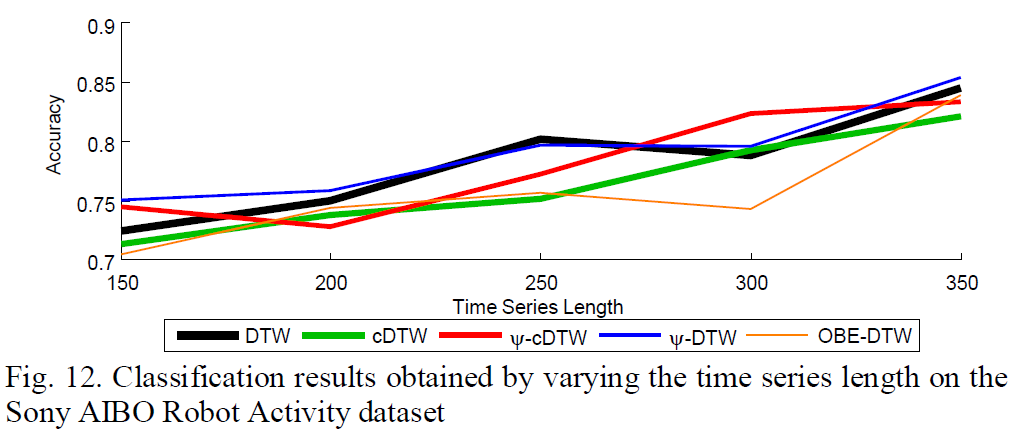 0.9
0.85
0.8
0.75
0.7
Accuracy
150 200 250 300 350
Time Series Length
DTW cDTW ψ-cDTW ψ-DTW OBE-DTW
Fig. 12. Classification results obtained by varying the time series length on the
Sony AIBO Robot Activity dataset